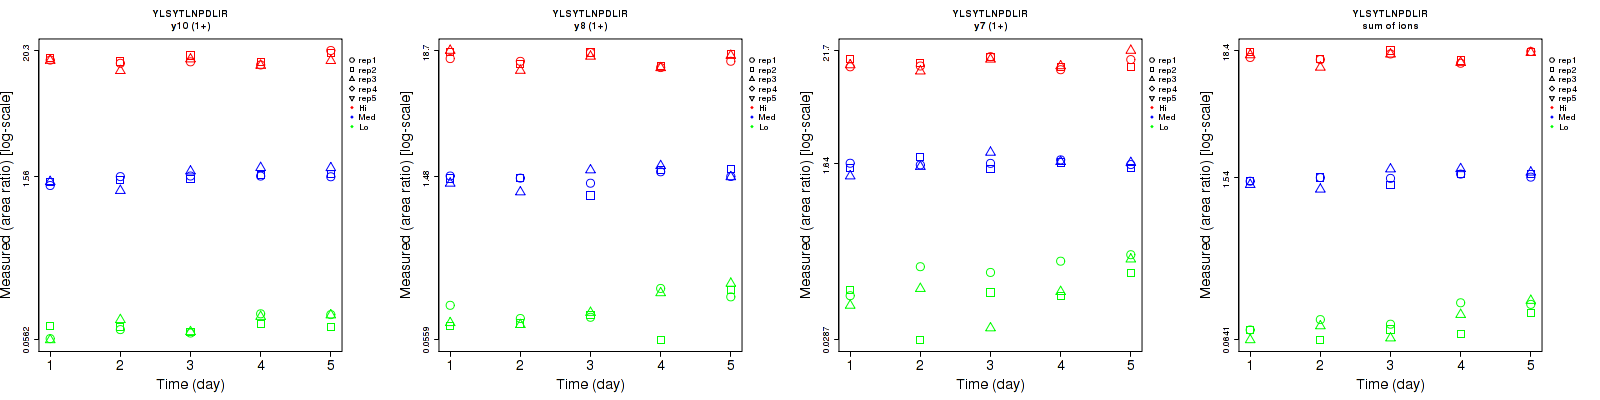 YLSYTLNPDLIR
y10 (1+)
20.3
1.56
0.0562
Measured (area ratio) [log-scale]
1 2 3 4 5
Time (day)
rep1
rep2
rep3
rep4
rep5
Hi
Med
Lo
YLSYTLNPDLIR
y8 (1+)
18.7
1.48
0.0559
Measured (area ratio) [log-scale]
1 2 3 4 5
Time (day)
rep1
rep2
rep3
rep4
rep5
Hi
Med
Lo
YLSYTLNPDLIR
y7 (1+)
21.7
1.64
0.0287
Measured (area ratio) [log-scale]
1 2 3 4 5
Time (day)
rep1
rep2
rep3
rep4
rep5
Hi
Med
Lo
YLSYTLNPDLIR
sum of ions
18.4
1.54
0.0641
Measured (area ratio) [log-scale]
1 2 3 4 5
Time (day)
rep1
rep2
rep3
rep4
rep5
Hi
Med
Lo